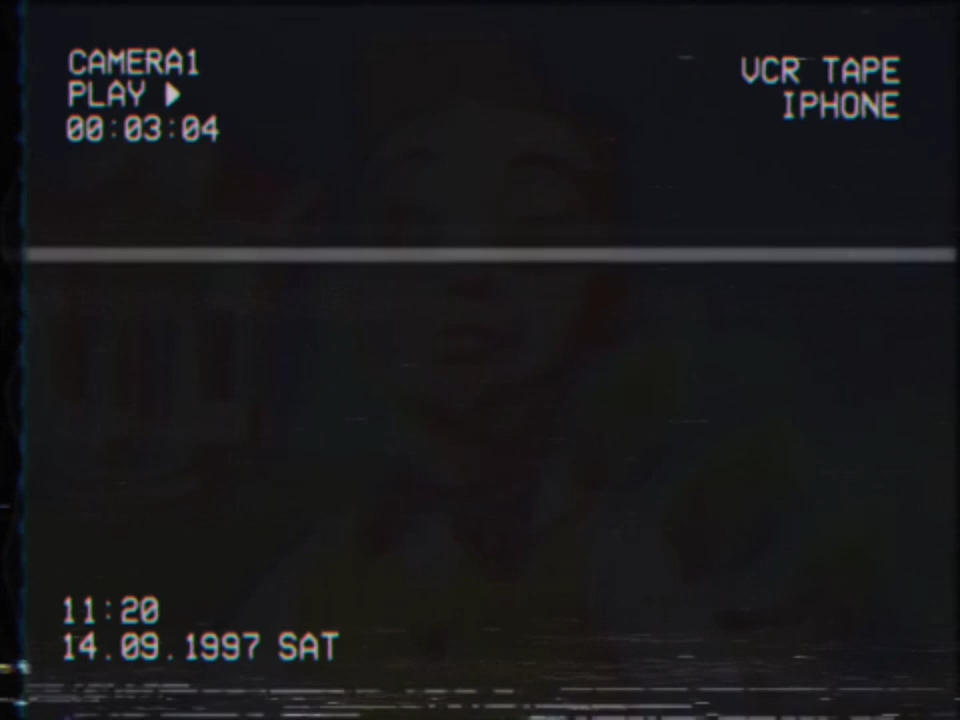 CAMERA1
PLAY
00:03:04
VCR TAPE
IPHONE
11:20
14.09.1997 SAT